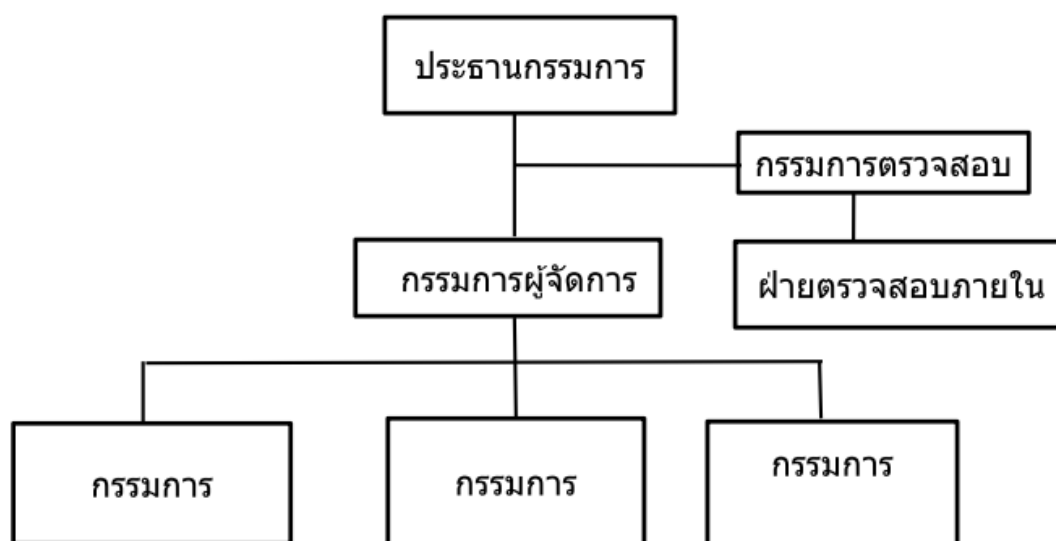 ประธานกรรมการ
กรรมการตรวจสอบ
กรรมการผู้จัดการ
ฝ่ายตรวจสอบภายใน
กรรมการ
กรรมการ
กรรมการ